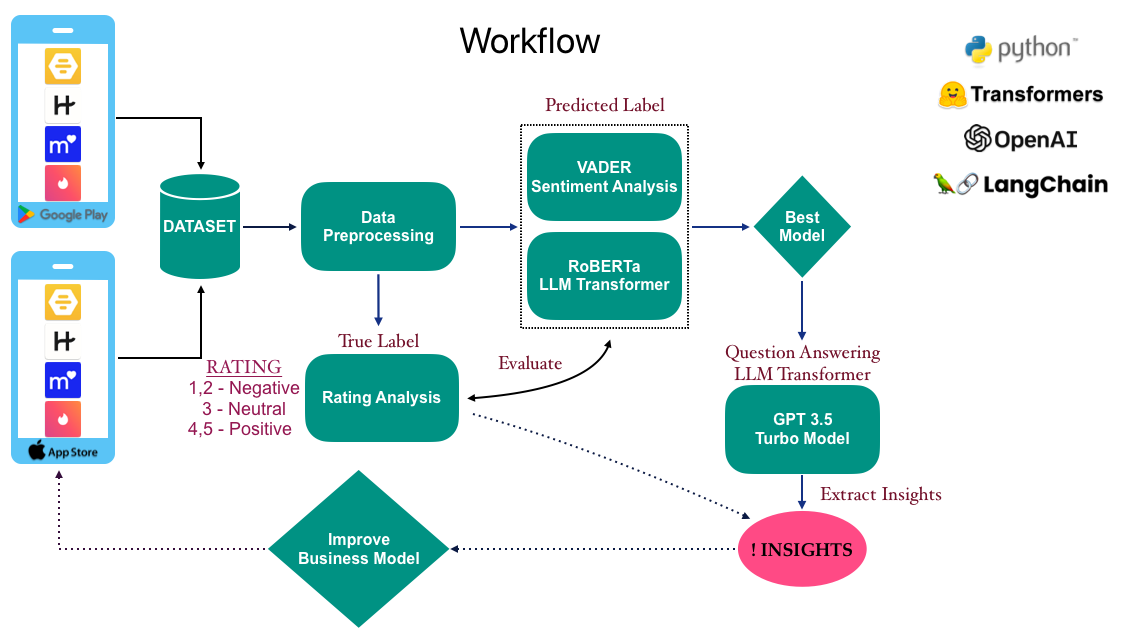 Workflow
python™
Transformers
OpenAI
LangChain
H
m
Google Play
H
m
App Store
DATASET
Data
Preprocessing
Predicted Label
VADER
Sentiment Analysis
RoBERTa
LLM Transformer
Best
Model
True Label
Rating Analysis
RATING
1,2 - Negative
3 - Neutral
4,5 - Positive
Evaluate
Question Answering
LLM Transformer
GPT 3.5
Turbo Model
Extract Insights
! INSIGHTS
Improve
Business Model